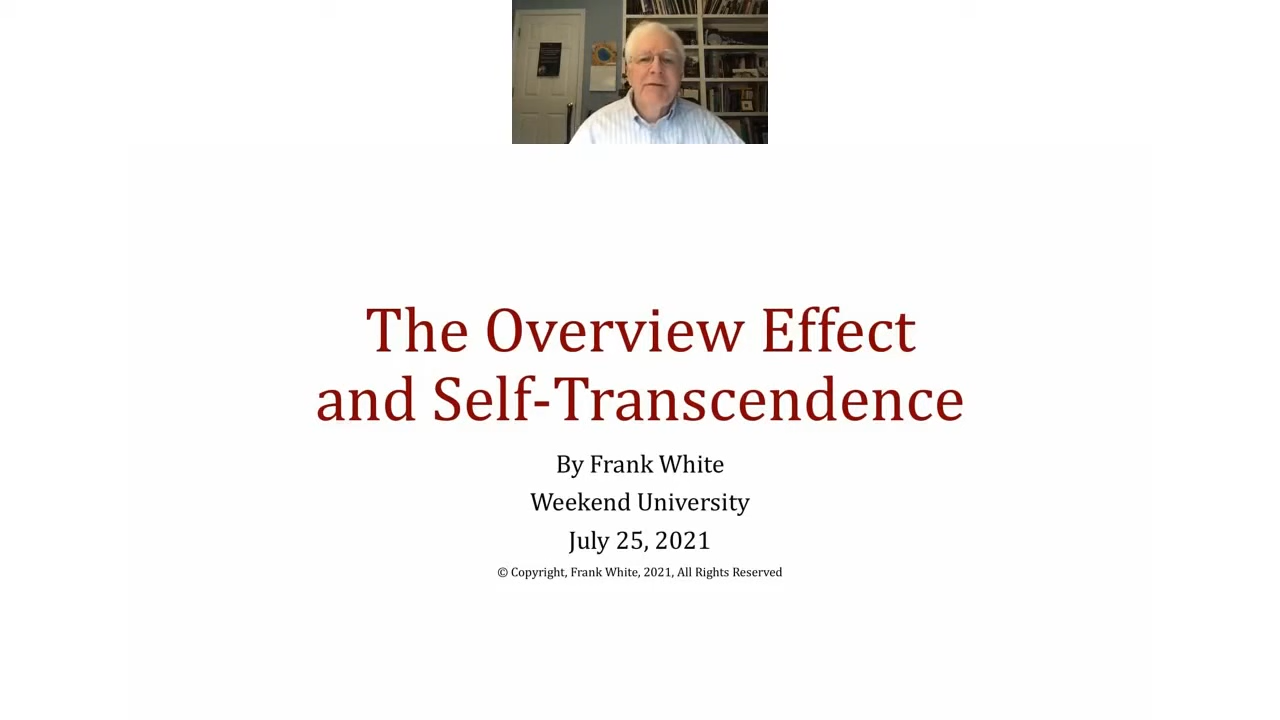 The Overview Effect
and Self-Transcendence
By Frank White
Weekend University
July 25, 2021
© Copyright, Frank White, 2021, All Rights Reserved